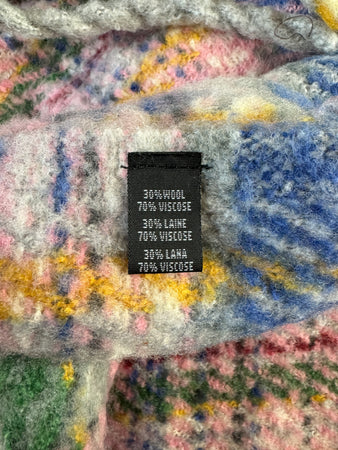 30%WOOL
70% VISCOSE
30% LAINE
70% VISCOSE
30% LANA
70% VISCOSE